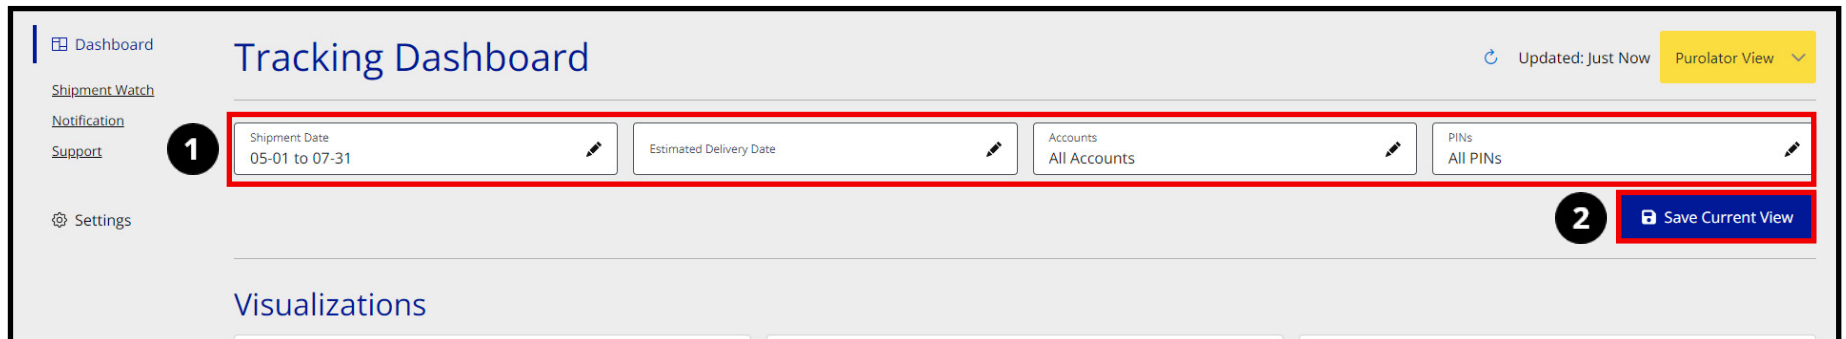 Dashboard
Shipment Watch
Notification
Support
Settings
Tracking Dashboard
Updated: Just Now
Purolator View
1
Shipment Date
05-01 to 07-31
Estimated Delivery Date
Accounts
All Accounts
PINs
All PINs
2
Save Current View
Visualizations